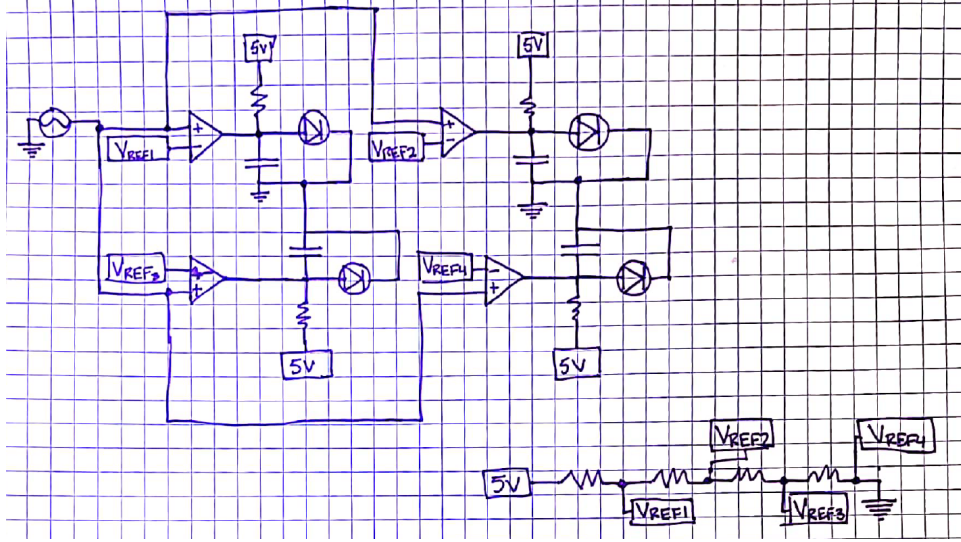 5V
5V
+
-
VREF1
+
-
VREF2
VREF3
+
VREF4
-
+
5V
5V
VREF2
VREF4
5V
VREF1
VREF3